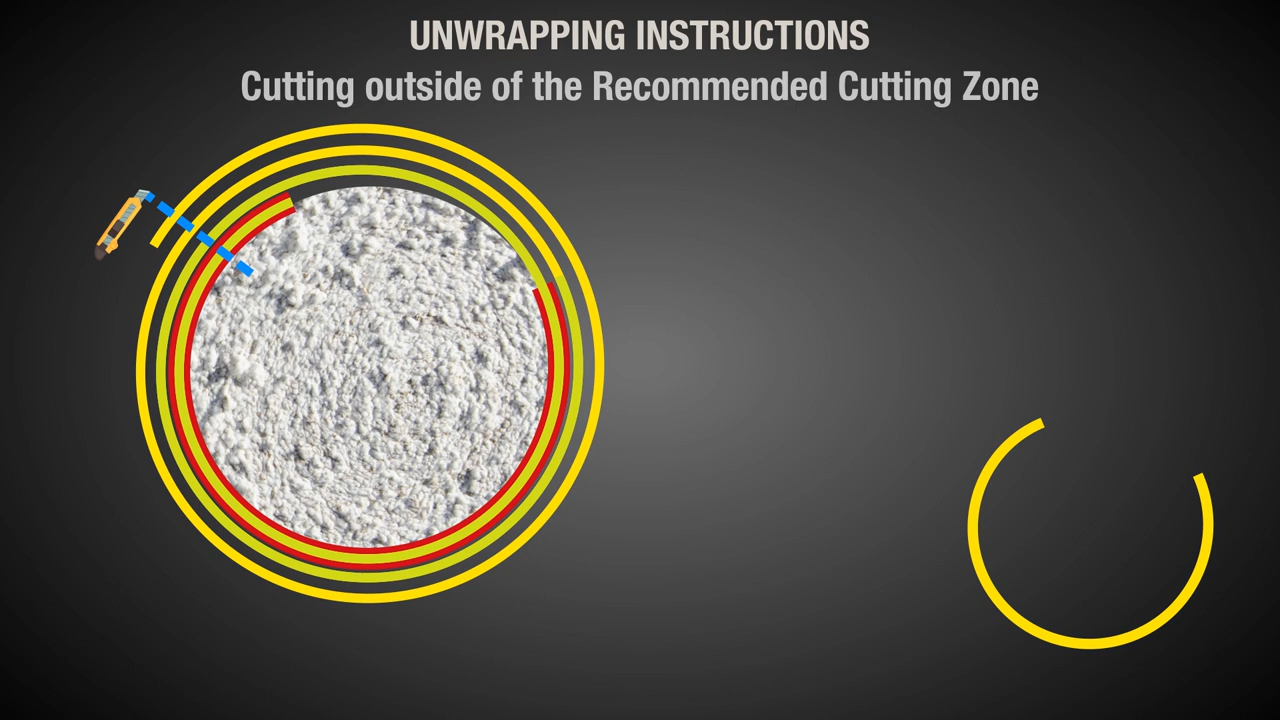 UNWRAPPING INSTRUCTIONS
Cutting outside of the Recommended Cutting Zone